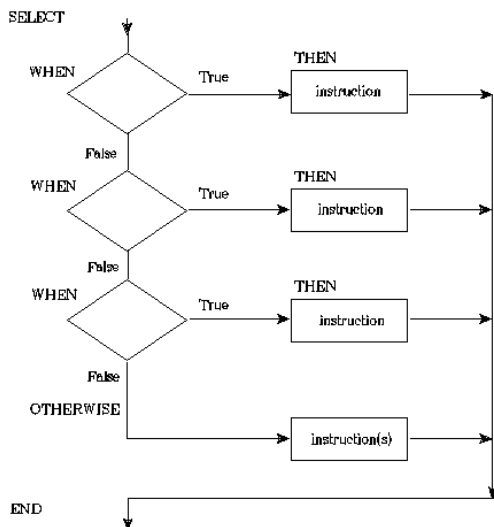 SELECT
WHEN
True
THEN
instruction
False
WHEN
True
THEN
instruction
False
WHEN
True
THEN
instruction
False
OTHERWISE
instruction(s)
END